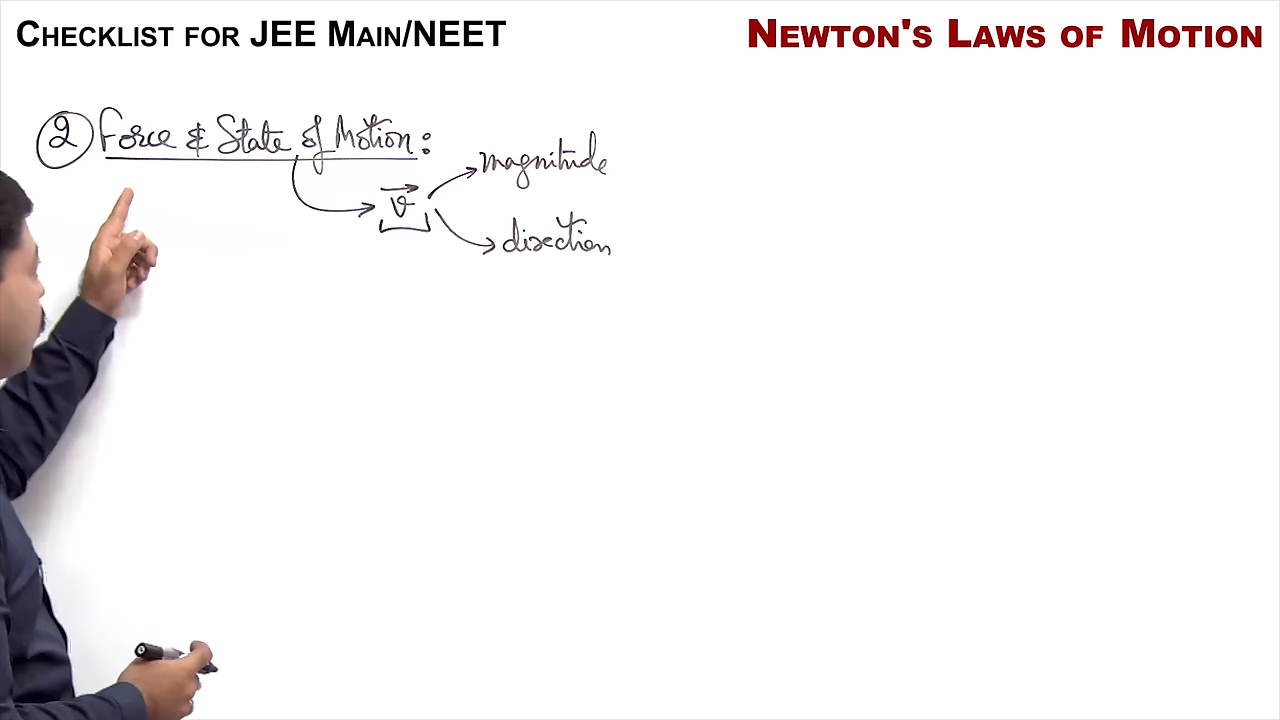 CHECKLIST FOR JEE MAIN/NEET
NEWTON'S LAWS OF MOTION
2 Force & State of Motion:
magnitude
v
direction